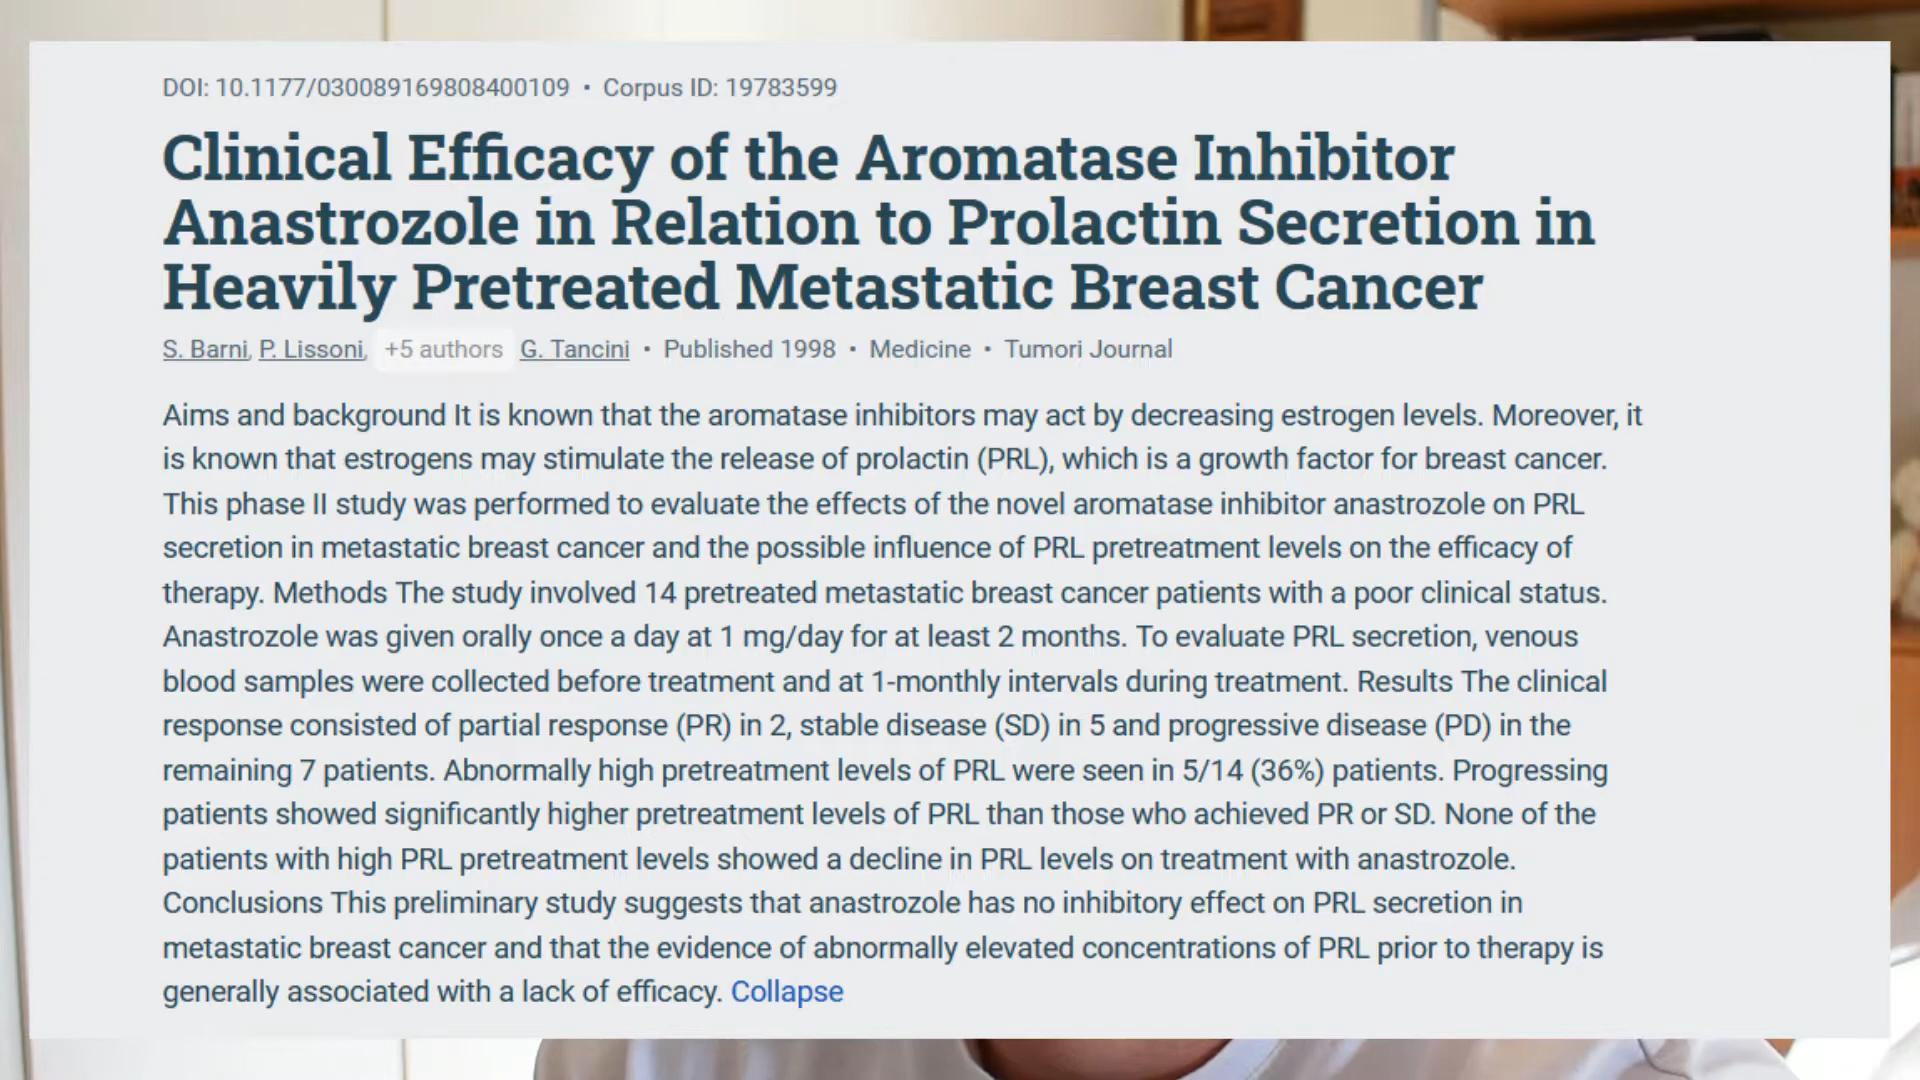 DOI: 10.1177/030089169808400109 • Corpus ID: 19783599
Clinical Efficacy of the Aromatase Inhibitor
Anastrozole in Relation to Prolactin Secretion in
Heavily Pretreated Metastatic Breast Cancer
S. Barni, P. Lissoni, +5 authors G. Tancini • Published 1998 • Medicine • Tumori Journal
Aims and background It is known that the aromatase inhibitors may act by decreasing estrogen levels. Moreover, it
is known that estrogens may stimulate the release of prolactin (PRL), which is a growth factor for breast cancer.
This phase II study was performed to evaluate the effects of the novel aromatase inhibitor anastrozole on PRL
secretion in metastatic breast cancer and the possible influence of PRL pretreatment levels on the efficacy of
therapy. Methods The study involved 14 pretreated metastatic breast cancer patients with a poor clinical status.
Anastrozole was given orally once a day at 1 mg/day for at least 2 months. To evaluate PRL secretion, venous
blood samples were collected before treatment and at 1-monthly intervals during treatment. Results The clinical
response consisted of partial response (PR) in 2, stable disease (SD) in 5 and progressive disease (PD) in the
remaining 7 patients. Abnormally high pretreatment levels of PRL were seen in 5/14 (36%) patients. Progressing
patients showed significantly higher pretreatment levels of PRL than those who achieved PR or SD. None of the
patients with high PRL pretreatment levels showed a decline in PRL levels on treatment with anastrozole.
Conclusions This preliminary study suggests that anastrozole has no inhibitory effect on PRL secretion in
metastatic breast cancer and that the evidence of abnormally elevated concentrations of PRL prior to therapy is
generally associated with a lack of efficacy. Collapse